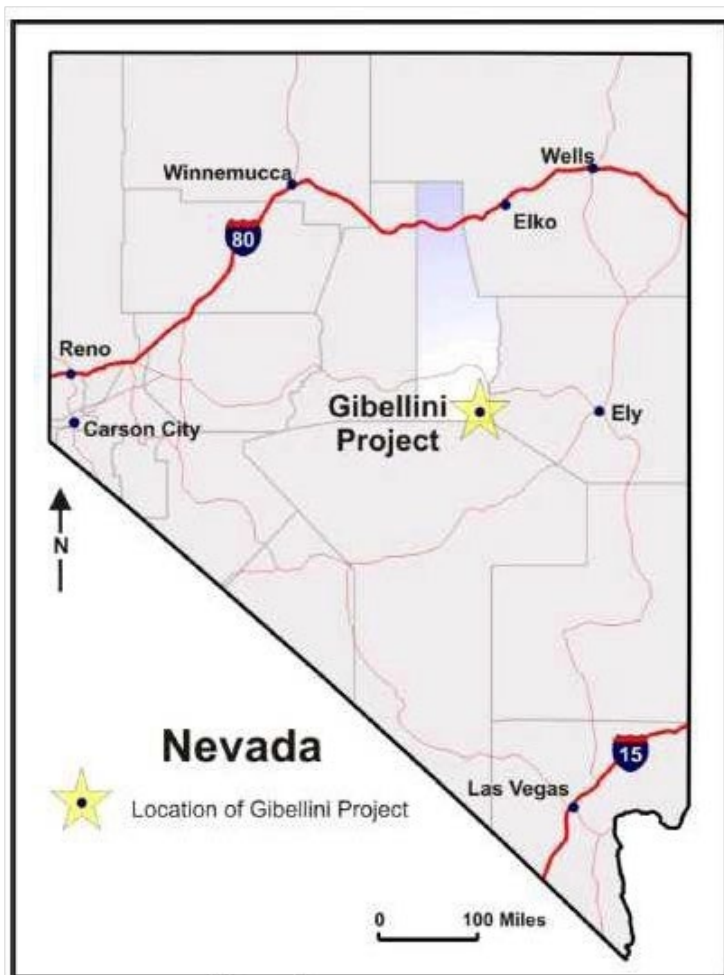 Winnemucca
Wells
Elko
80
Reno
Gibellini
Project
Ely
Carson City
N
Nevada
15
Las Vegas
Location of Gibellini Project
0 100 Miles